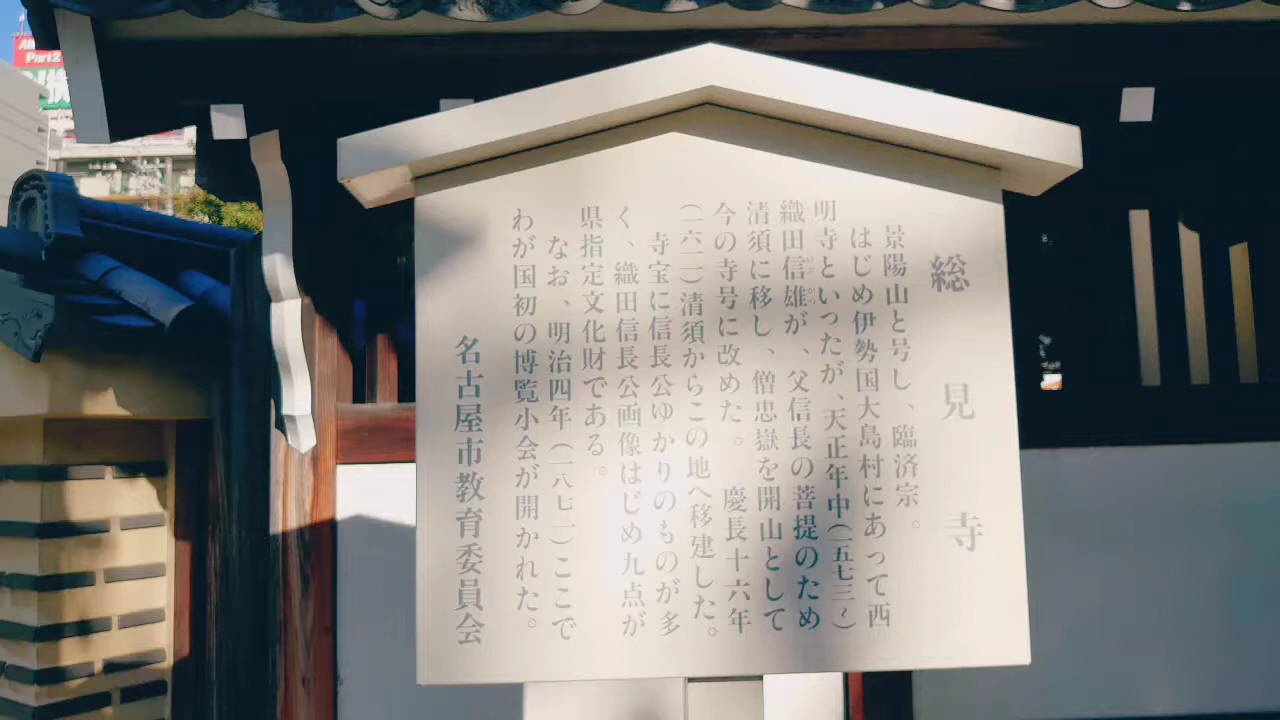 総見寺
景陽山と号し、臨済宗。
はじめ伊勢国大島村にあって西
明寺といったが、天正年中(一五七三〜)
織田信雄が、父信長の菩提のため
清須に移し、僧忠嶽を開山として
今の寺号に改めた。慶長十六年
(一六一一)清須からこの地へ移建した。
寺宝に信長公ゆかりのものが多
く、織田信長公画像はじめ九点が
県指定文化財である。
なお、明治四年(一八七一)ここで
わが国初の博覧小会が開かれた。
名古屋市教育委員会
Part2